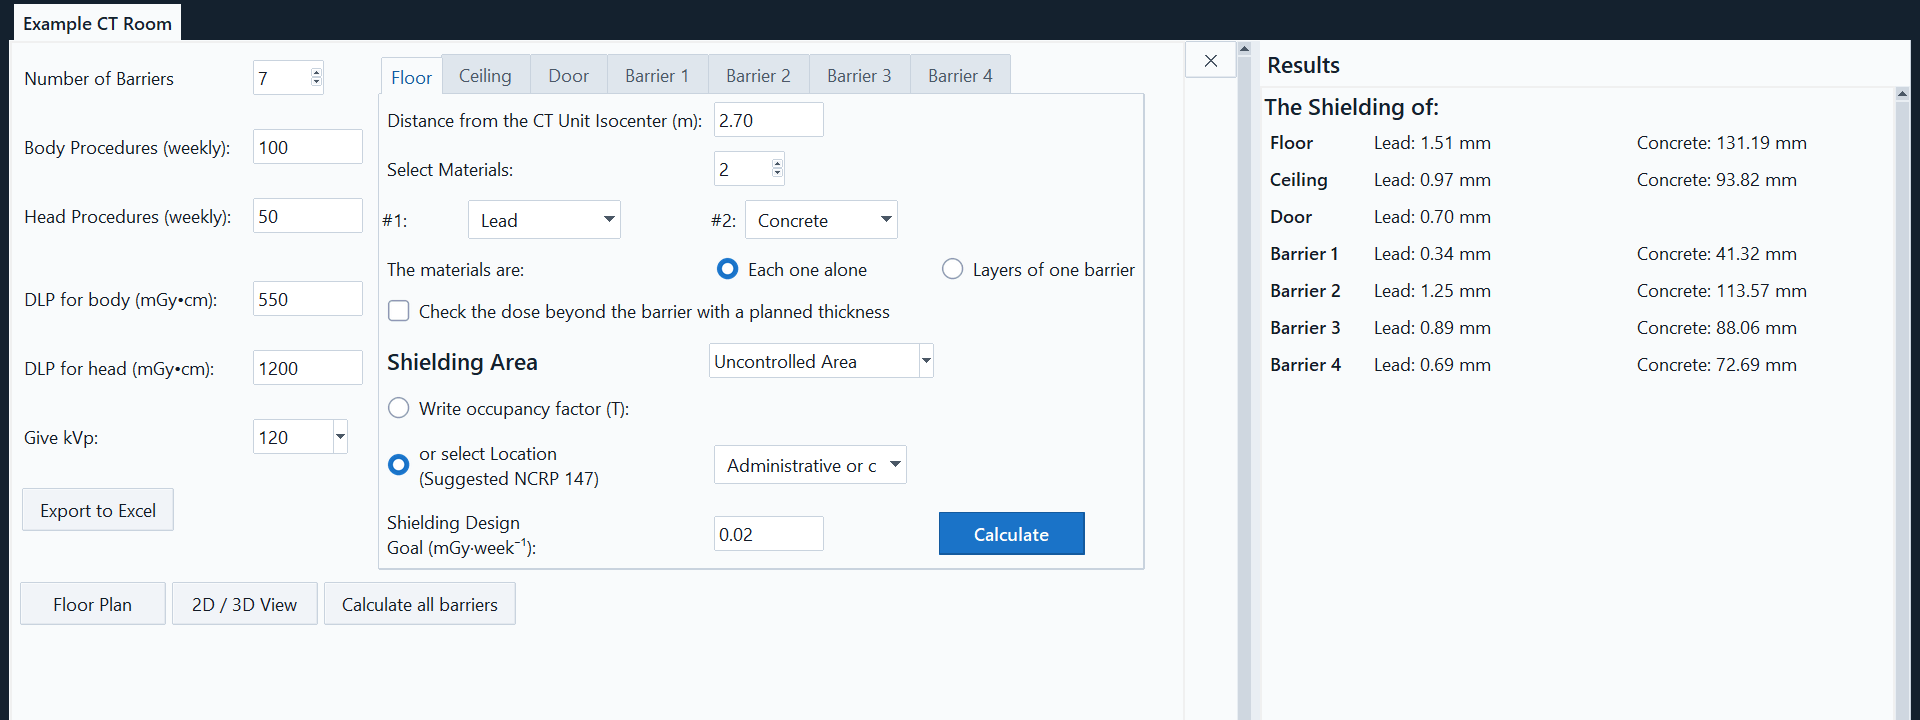 Example CT Room
Number of Barriers 7
Body Procedures (weekly): 100
Head Procedures (weekly): 50
DLP for body (mGy•cm): 550
DLP for head (mGy•cm): 1200
Give kVp: 120
Export to Excel
Floor Plan 2D / 3D View Calculate all barriers
Floor Ceiling Door Barrier 1 Barrier 2 Barrier 3 Barrier 4
Distance from the CT Unit Isocenter (m): 2.70
Select Materials: 2
#1: Lead #2: Concrete
The materials are: Each one alone Layers of one barrier
Check the dose beyond the barrier with a planned thickness
Shielding Area Uncontrolled Area
Write occupancy factor (T):
or select Location
(Suggested NCRP 147) Administrative or c
Shielding Design
Goal (mGy·week⁻¹): 0.02
Calculate
Results
The Shielding of:
Floor Lead: 1.51 mm Concrete: 131.19 mm
Ceiling Lead: 0.97 mm Concrete: 93.82 mm
Door Lead: 0.70 mm
Barrier 1 Lead: 0.34 mm Concrete: 41.32 mm
Barrier 2 Lead: 1.25 mm Concrete: 113.57 mm
Barrier 3 Lead: 0.89 mm Concrete: 88.06 mm
Barrier 4 Lead: 0.69 mm Concrete: 72.69 mm